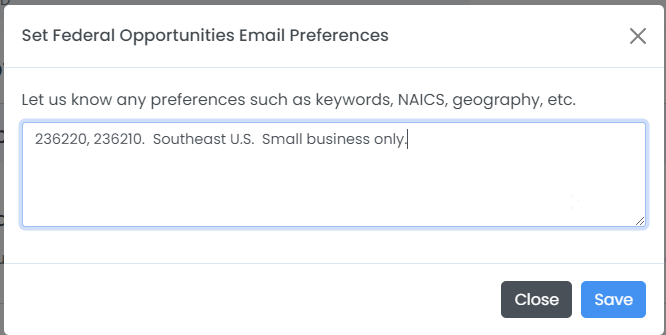 Set Federal Opportunities Email Preferences
Let us know any preferences such as keywords, NAICS, geography, etc.
236220, 236210.  Southeast U.S.  Small business only.
Close
Save